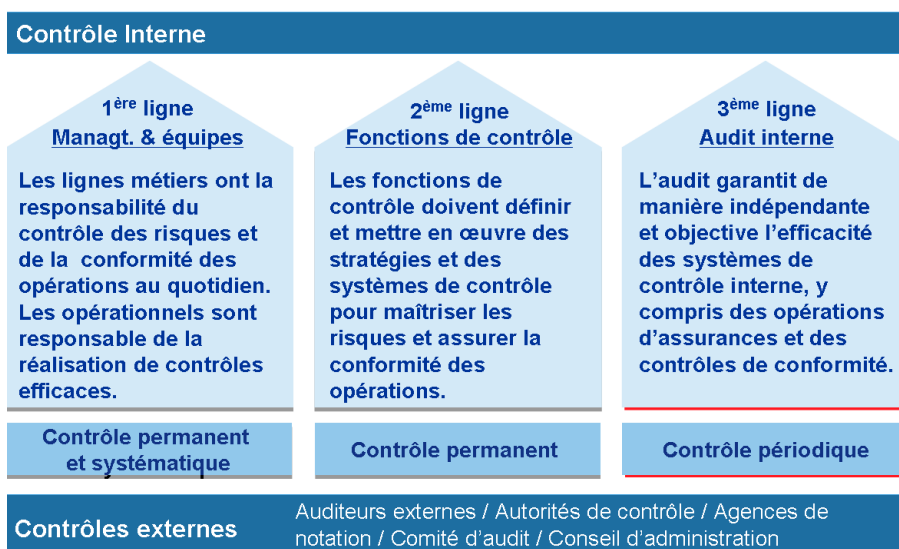 Contrôle Interne
1ère ligne
Managt. & équipes
Les lignes métiers ont la
responsabilité du
contrôle des risques et
de la conformité des
opérations au quotidien.
Les opérationnels sont
responsable de la
réalisation de contrôles
efficaces.
Contrôle permanent
et systématique
2ème ligne
Fonctions de contrôle
Les fonctions de
contrôle doivent définir
et mettre en œuvre des
stratégies et des
systèmes de contrôle
pour maîtriser les
risques et assurer la
conformité des
opérations.
Contrôle permanent
3ème ligne
Audit interne
L’audit garantit de
manière indépendante
et objective l’efficacité
des systèmes de
contrôle interne, y
compris des opérations
d’assurances et des
contrôles de conformité.
Contrôle périodique
Contrôles externes
Auditeurs externes / Autorités de contrôle / Agences de
notation / Comité d’audit / Conseil d’administration